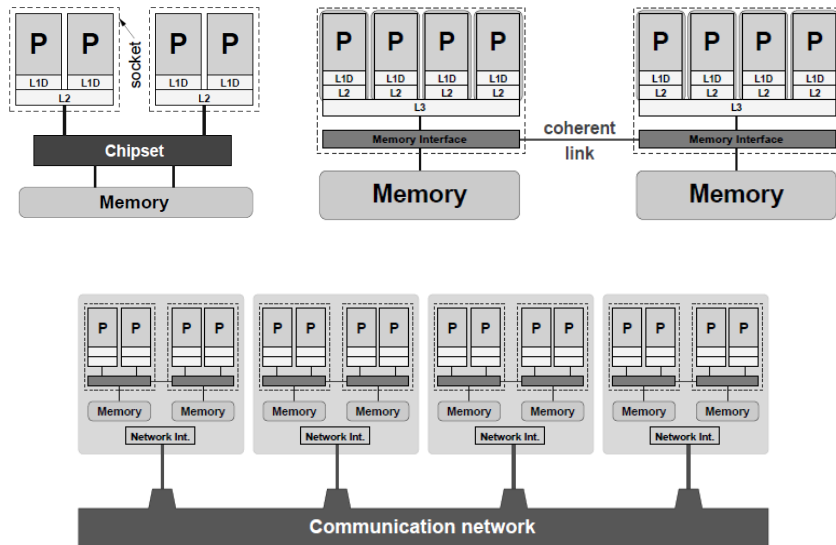 P P P P
socket
L1D L1D L1D L1D
L2 L2
Chipset
Memory
P P P P
L1D L1D L1D L1D
L2 L2 L2 L2
L3
Memory Interface
Memory
coherent
link
P P P P
L1D L1D L1D L1D
L2 L2 L2 L2
L3
Memory Interface
Memory
P P P P
Memory Memory
Network Int.
P P P P
Memory Memory
Network Int.
P P P P
Memory Memory
Network Int.
P P P P
Memory Memory
Network Int.
Communication network